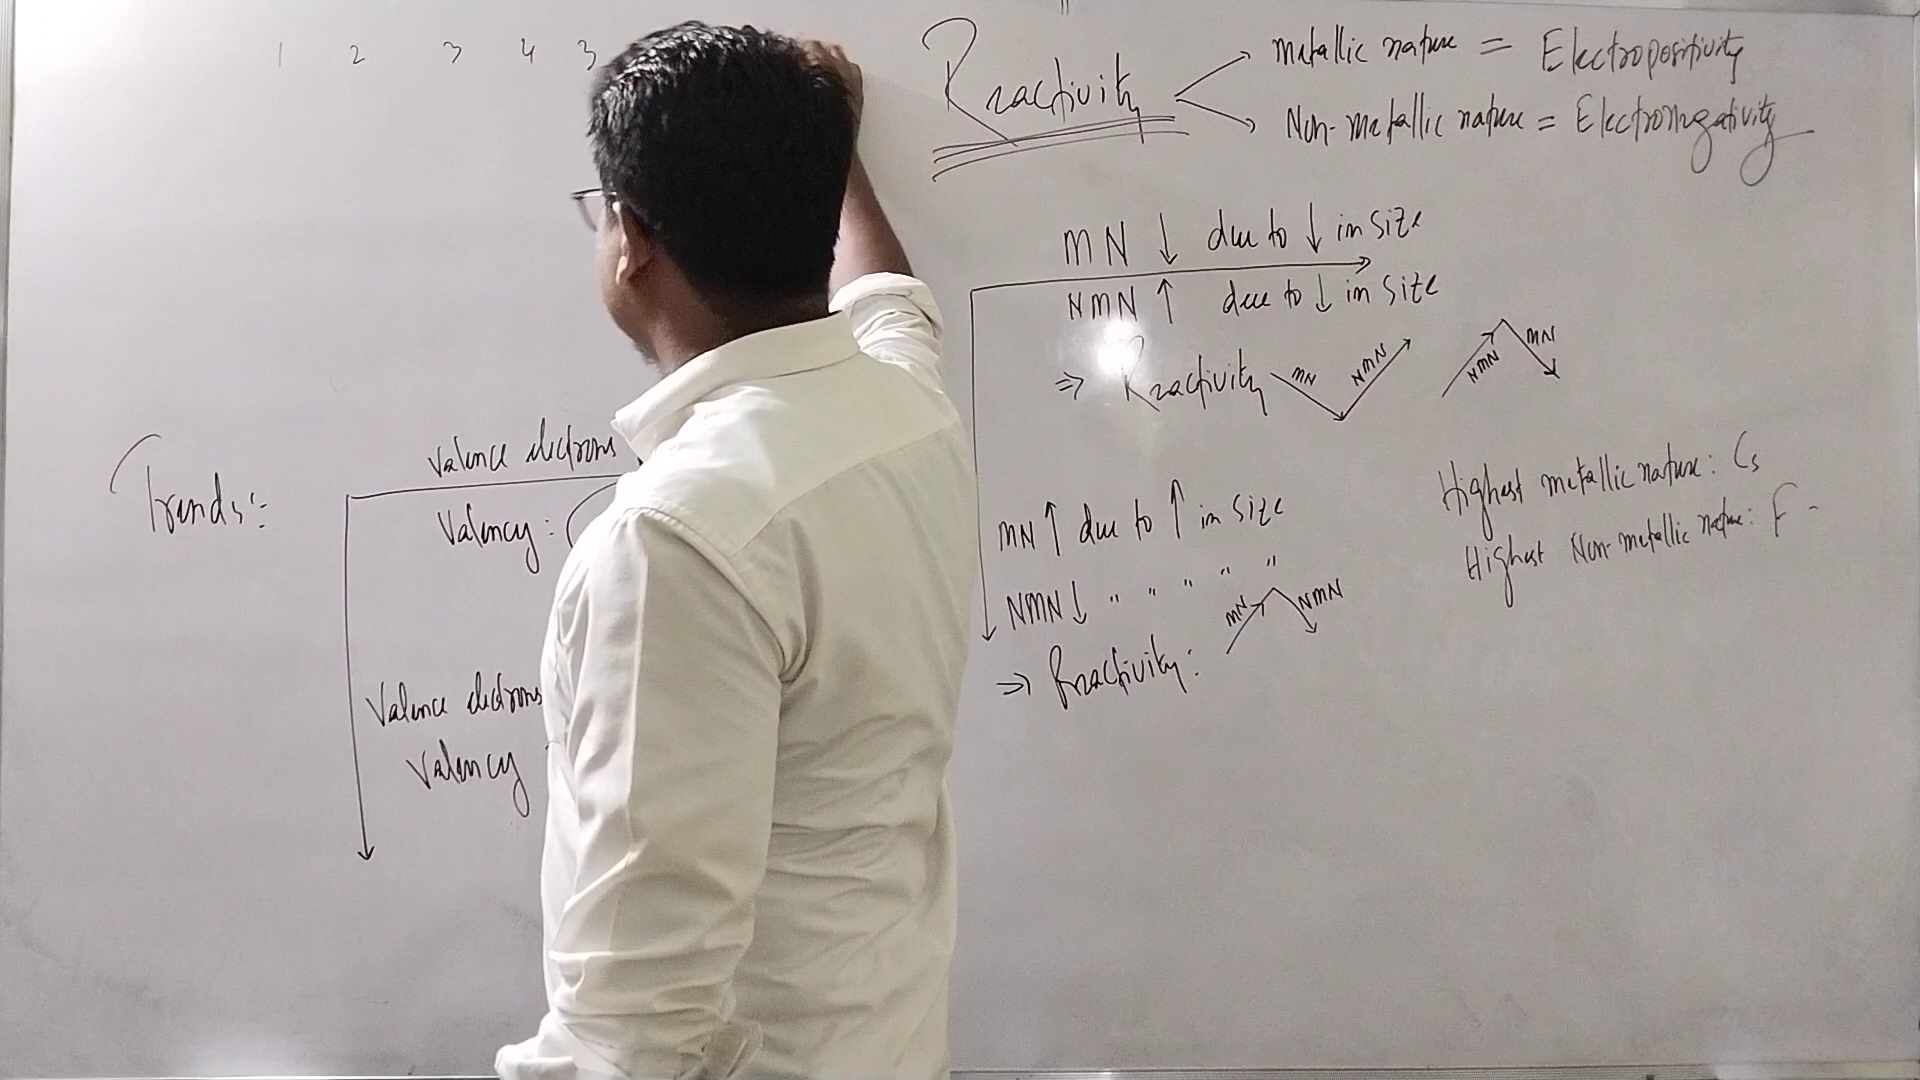 1 2 3 4 3
Reactivity
metallic nature = Electropositivity
Non-metallic nature = Electronegativity
MN ↓ due to ↓ in size
NMN ↑ due to ↓ in size
⇒ Reactivity MN NMN
NMN MN
Trends:-
Valence electrons
Valency :
Valence electrons
Valency
MN ↑ due to ↑ in size
NMN ↓ " " " " "
⇒ Reactivity: MN NMN
Highest metallic nature: Cs
Highest Non-metallic nature: F -